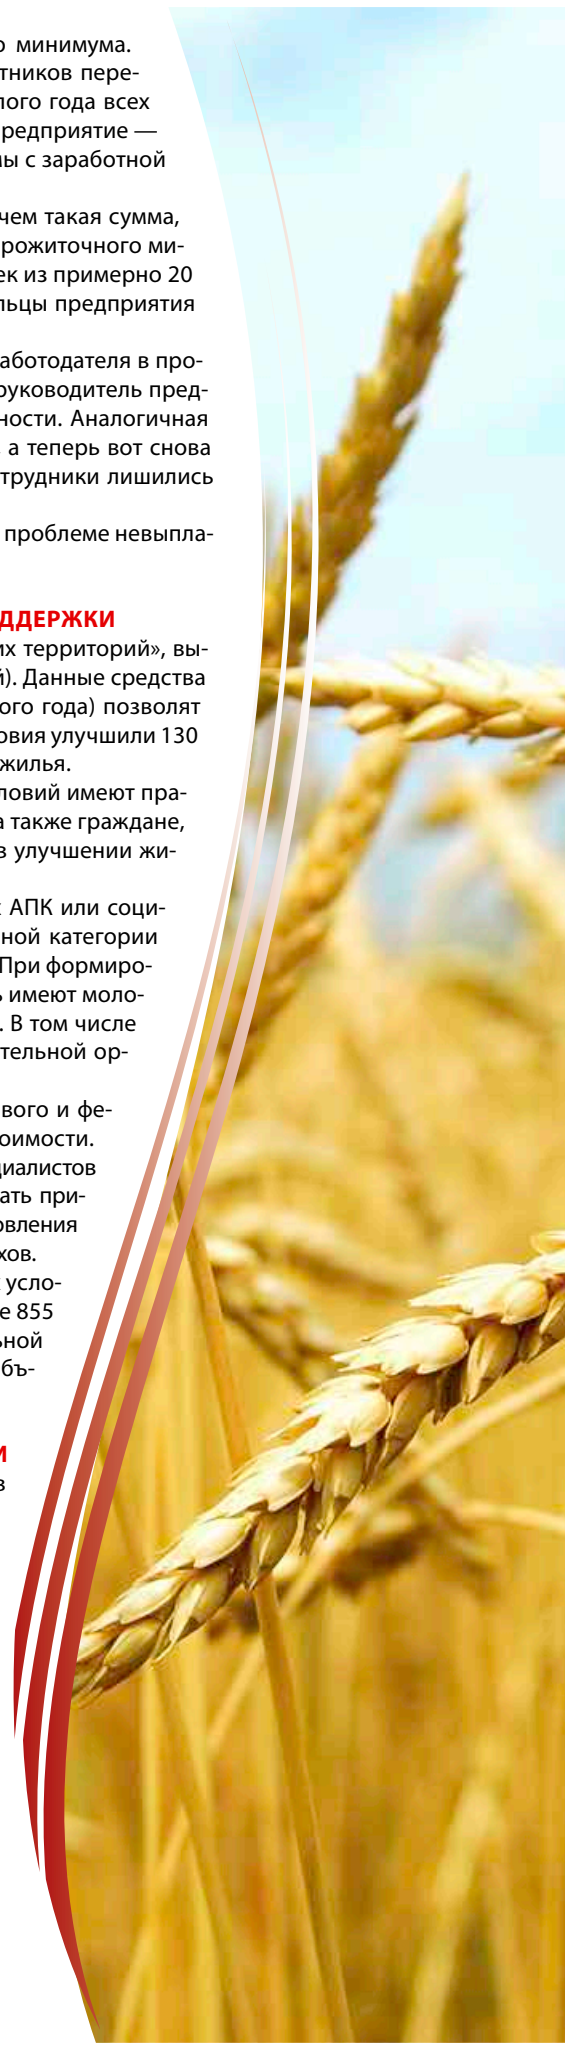 о минимума.
тников пере-
лого года всех
редприятие —
мы с заработной
чем такая сумма,
рожиточного ми-
ек из примерно 20
льцы предприятия
аботодателя в про-
руководитель пред-
ности. Аналогичная
а теперь вот снова
трудники лишились
проблеме невыпла-
ДДЕРЖКИ
их территорий», вы-
й). Данные средства
ого года) позволят
овия улучшили 130
жилья.
ловий имеют пра-
а также граждане,
в улучшении жи-
АПК или соци-
ной категории
При формиро-
ь имеют моло-
. В том числе
тельной ор-
вого и фе-
оимости.
циалистов
ать при-
овления
хов.
усло-
е 855
ьной
бъ-
И
в